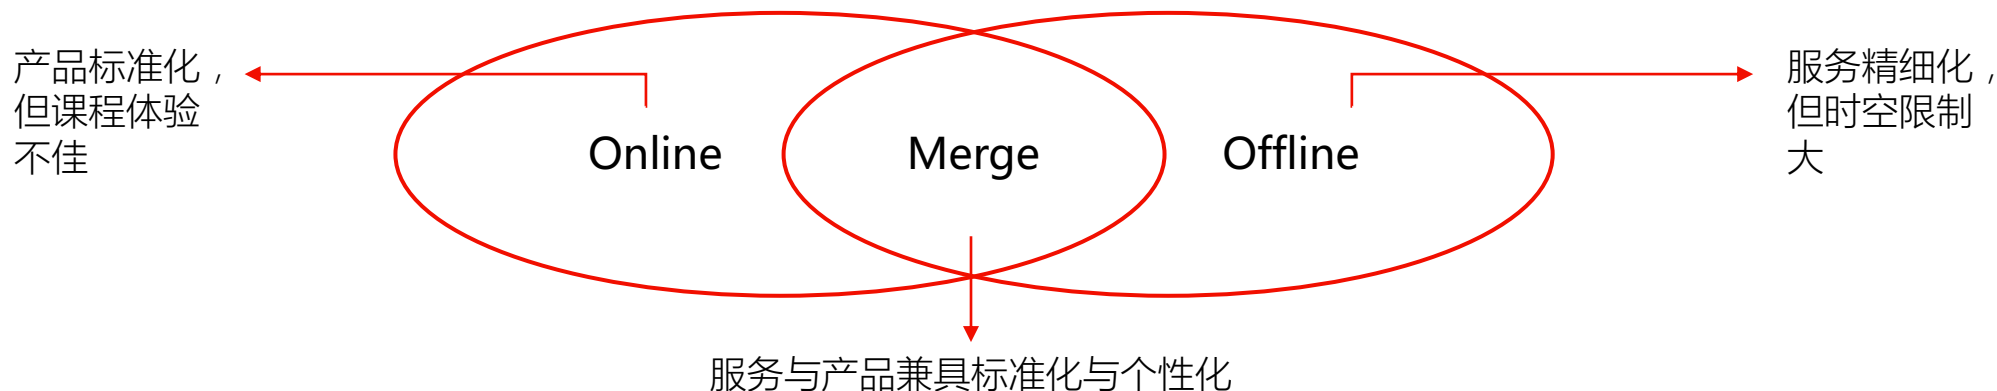 产品标准化，
但课程体验
不佳
Online
Merge
Offline
服务精细化，
但时空限制
大
服务与产品兼具标准化与个性化